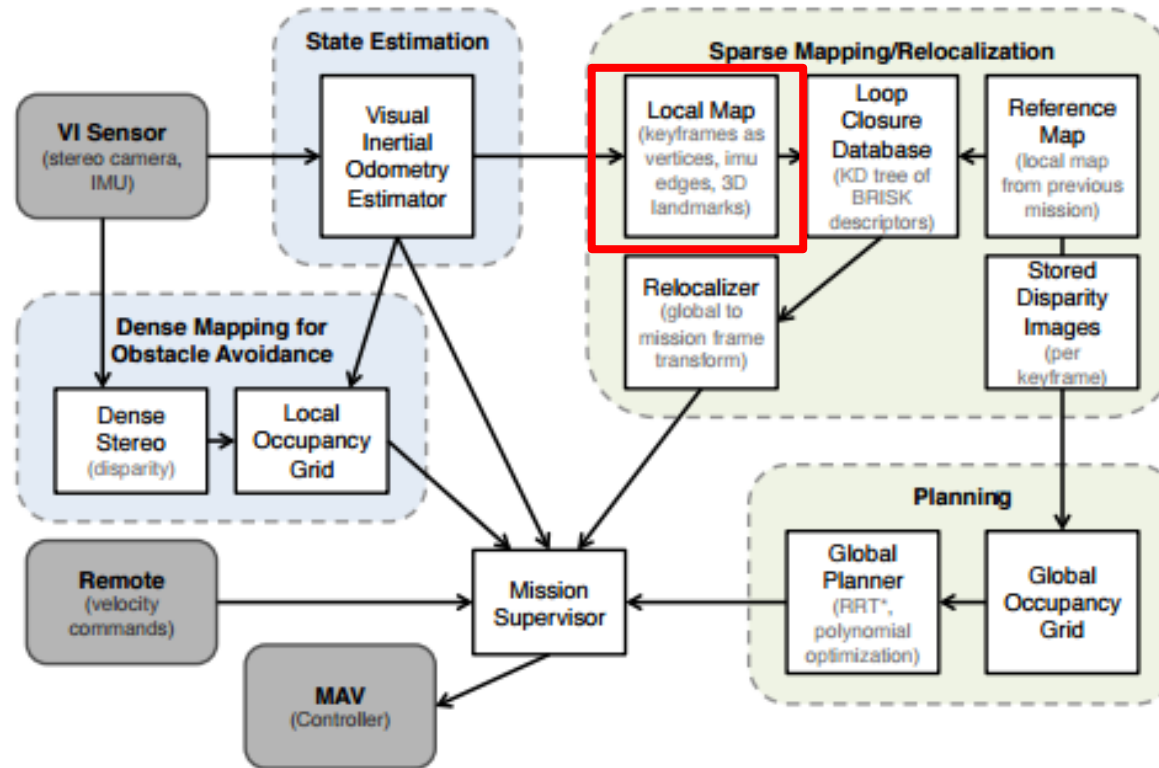 State Estimation
Visual
Inertial
Odometry
Estimator
VI Sensor
(stereo camera,
IMU)
Sparse Mapping/Relocalization
Local Map
(keyframes as
vertices, imu
edges, 3D
landmarks)
Loop
Closure
Database
(KD tree of
BRISK
descriptors)
Reference
Map
(local map
from previous
mission)
Relocalizer
(global to
mission frame
transform)
Stored
Disparity
Images
(per
keyframe)
Dense Mapping for
Obstacle Avoidance
Dense
Stereo
(disparity)
Local
Occupancy
Grid
Planning
Global
Planner
(RRT*,
polynomial
optimization)
Global
Occupancy
Grid
Remote
(velocity
commands)
Mission
Supervisor
MAV
(Controller)